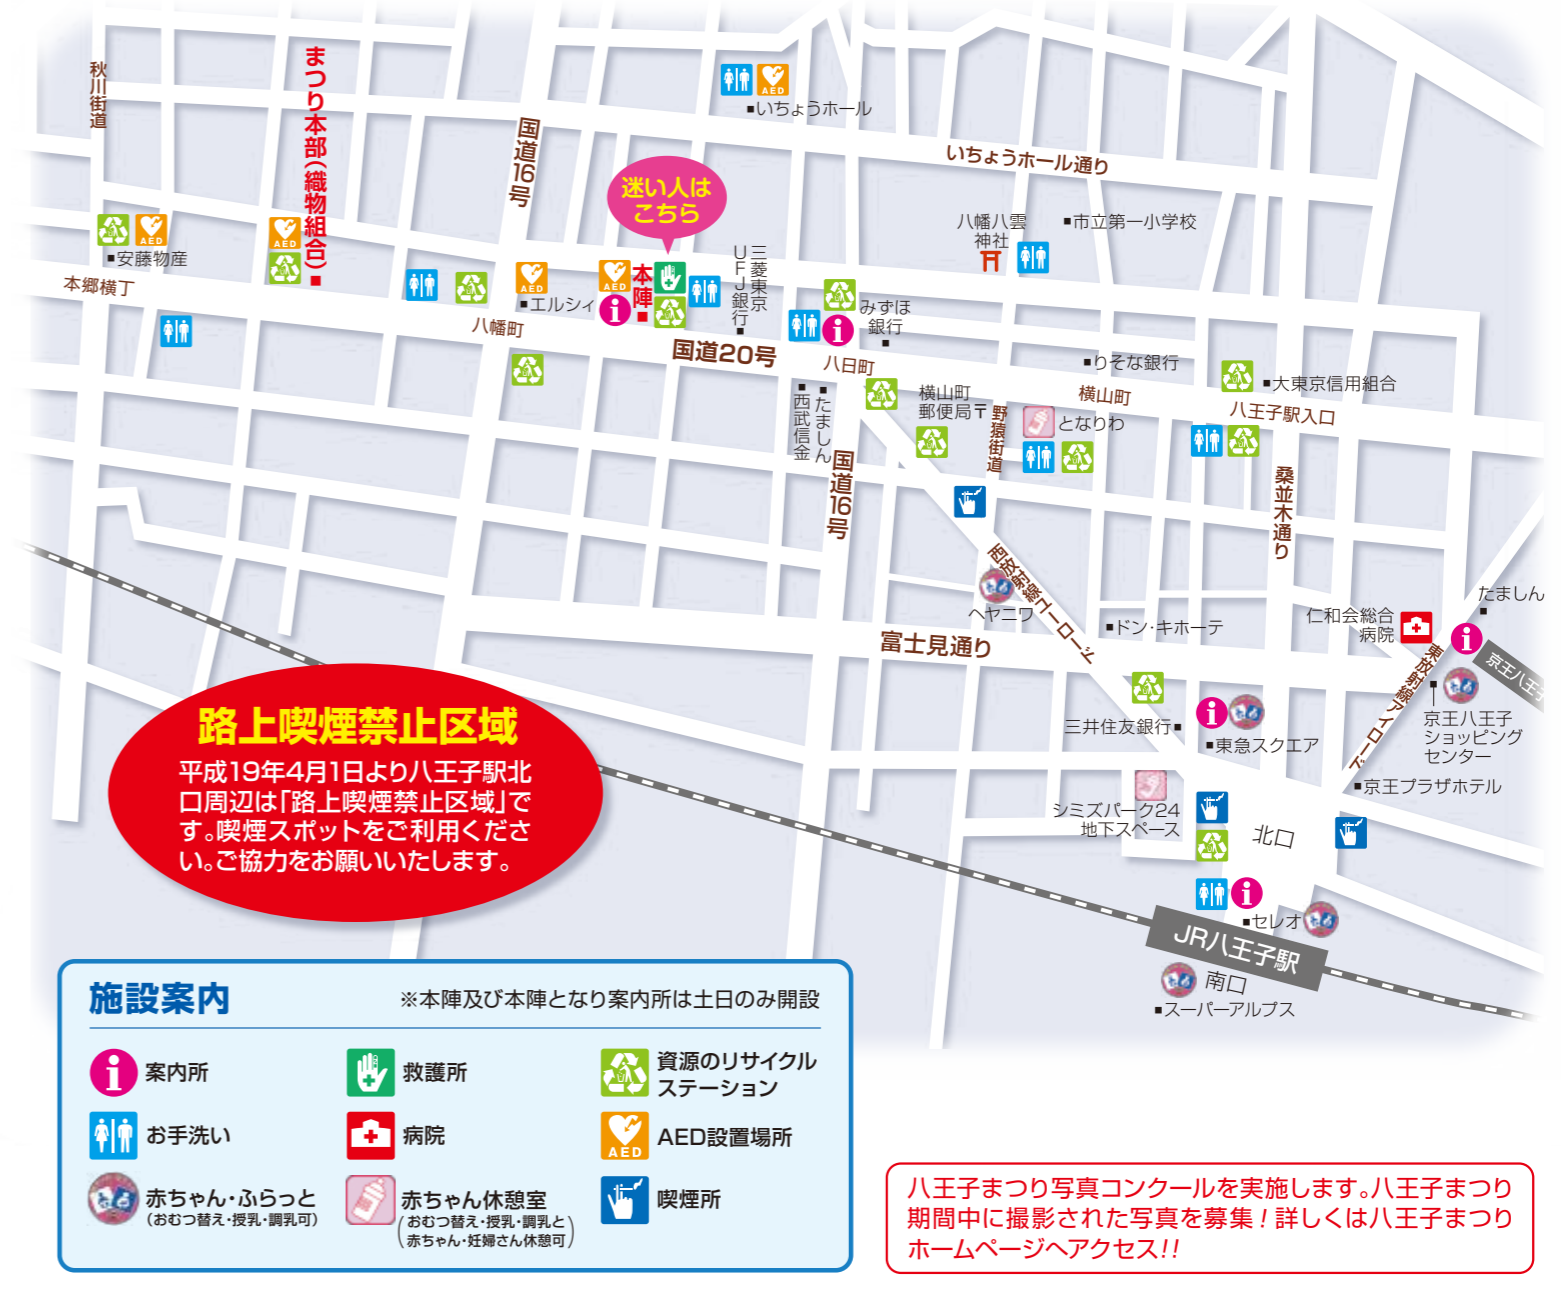 秋川街道
まつり本部(織物組合)■
国道16号
■いちょうホール
いちょうホール通り
迷い人は
こちら
八幡八雲
神社
■市立第一小学校
AED
■安藤物産
AED
本郷横丁
AED
■エルシィ
AED
本陣■
八幡町
三菱東京
UFJ銀行■
国道20号
みずほ
銀行
■
八日町
■りそな銀行
■大東京信用組合
横山町
八王子駅入口
■西武信金
■たましん
横山町
郵便局〒
野猿街道
となりわ
国道16号
桑並木通り
西放射線ユーロード
ヘヤニワ
■ドン・キホーテ
富士見通り
仁和会総合
病院
たましん
■
京王八王子
東放射線アイロード
京王八王子
ショッピング
センター
三井住友銀行■
■東急スクエア
■京王プラザホテル
シミズパーク24
地下スペース
北口
■セレオ
JR八王子駅
南口
■スーパーアルプス
路上喫煙禁止区域
平成19年4月1日より八王子駅北
口周辺は「路上喫煙禁止区域」で
す。喫煙スポットをご利用くださ
い。ご協力をお願いいたします。
施設案内
※本陣及び本陣となり案内所は土日のみ開設
案内所
救護所
資源のリサイクル
ステーション
お手洗い
病院
AED
AED設置場所
赤ちゃん・ふらっと
(おむつ替え・授乳・調乳可)
赤ちゃん休憩室
(おむつ替え・授乳・調乳と
赤ちゃん・妊婦さん休憩可)
喫煙所
八王子まつり写真コンクールを実施します。八王子まつり
期間中に撮影された写真を募集!詳しくは八王子まつり
ホームページへアクセス!!